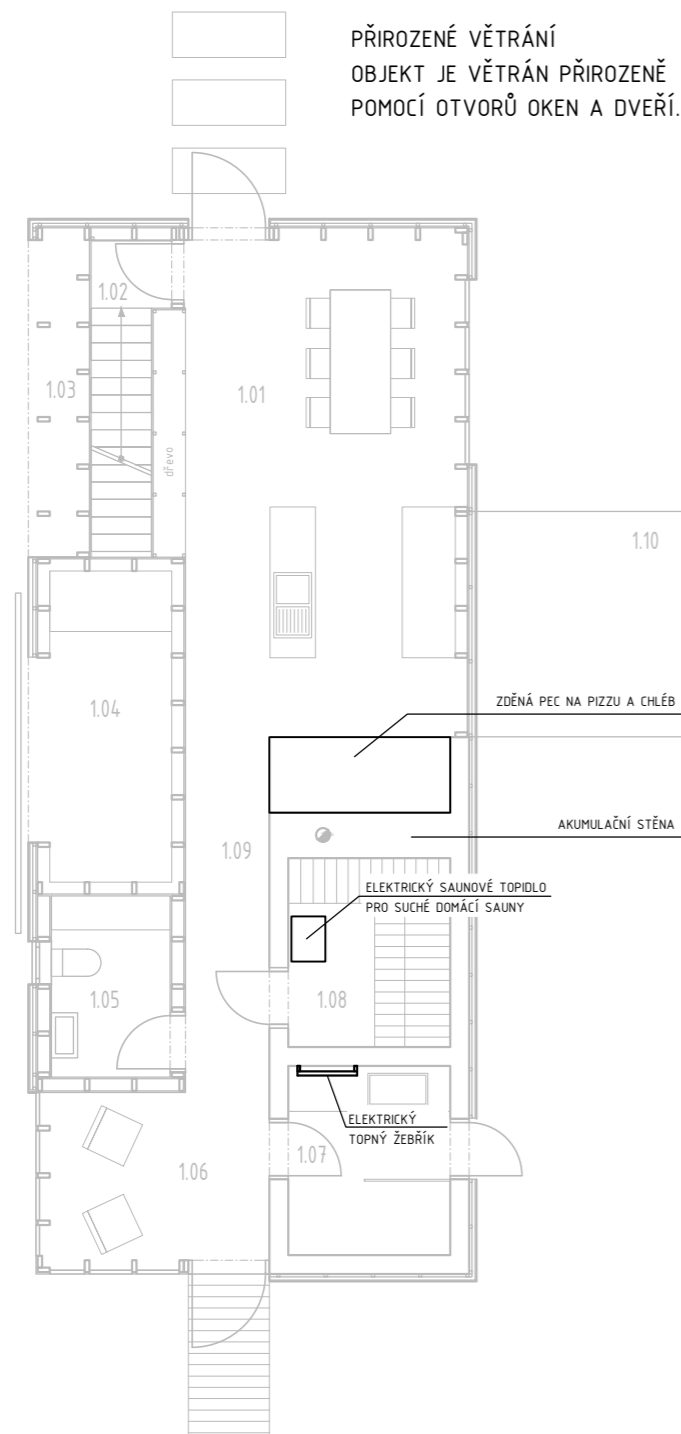 PŘIROZENÉ VĚTRÁNÍ
OBJEKT JE VĚTRÁN PŘIROZENĚ
POMOCÍ OTVORŮ OKEN A DVEŘÍ.
1.02
1.03
1.01
dřevo
1.10
1.04
ZDĚNÁ PEC NA PIZZU A CHLÉB
AKUMULAČNÍ STĚNA
1.09
ELEKTRICKÝ SAUNOVÉ TOPIDLO
PRO SUCHÉ DOMÁCÍ SAUNY
1.05
1.08
ELEKTRICKÝ
TOPNÝ ŽEBŘÍK
1.07
1.06